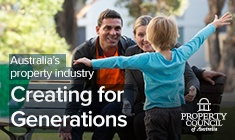 Australia's
property industry
Creating for
Generations
PROPERTY
COUNCIL
of Australia